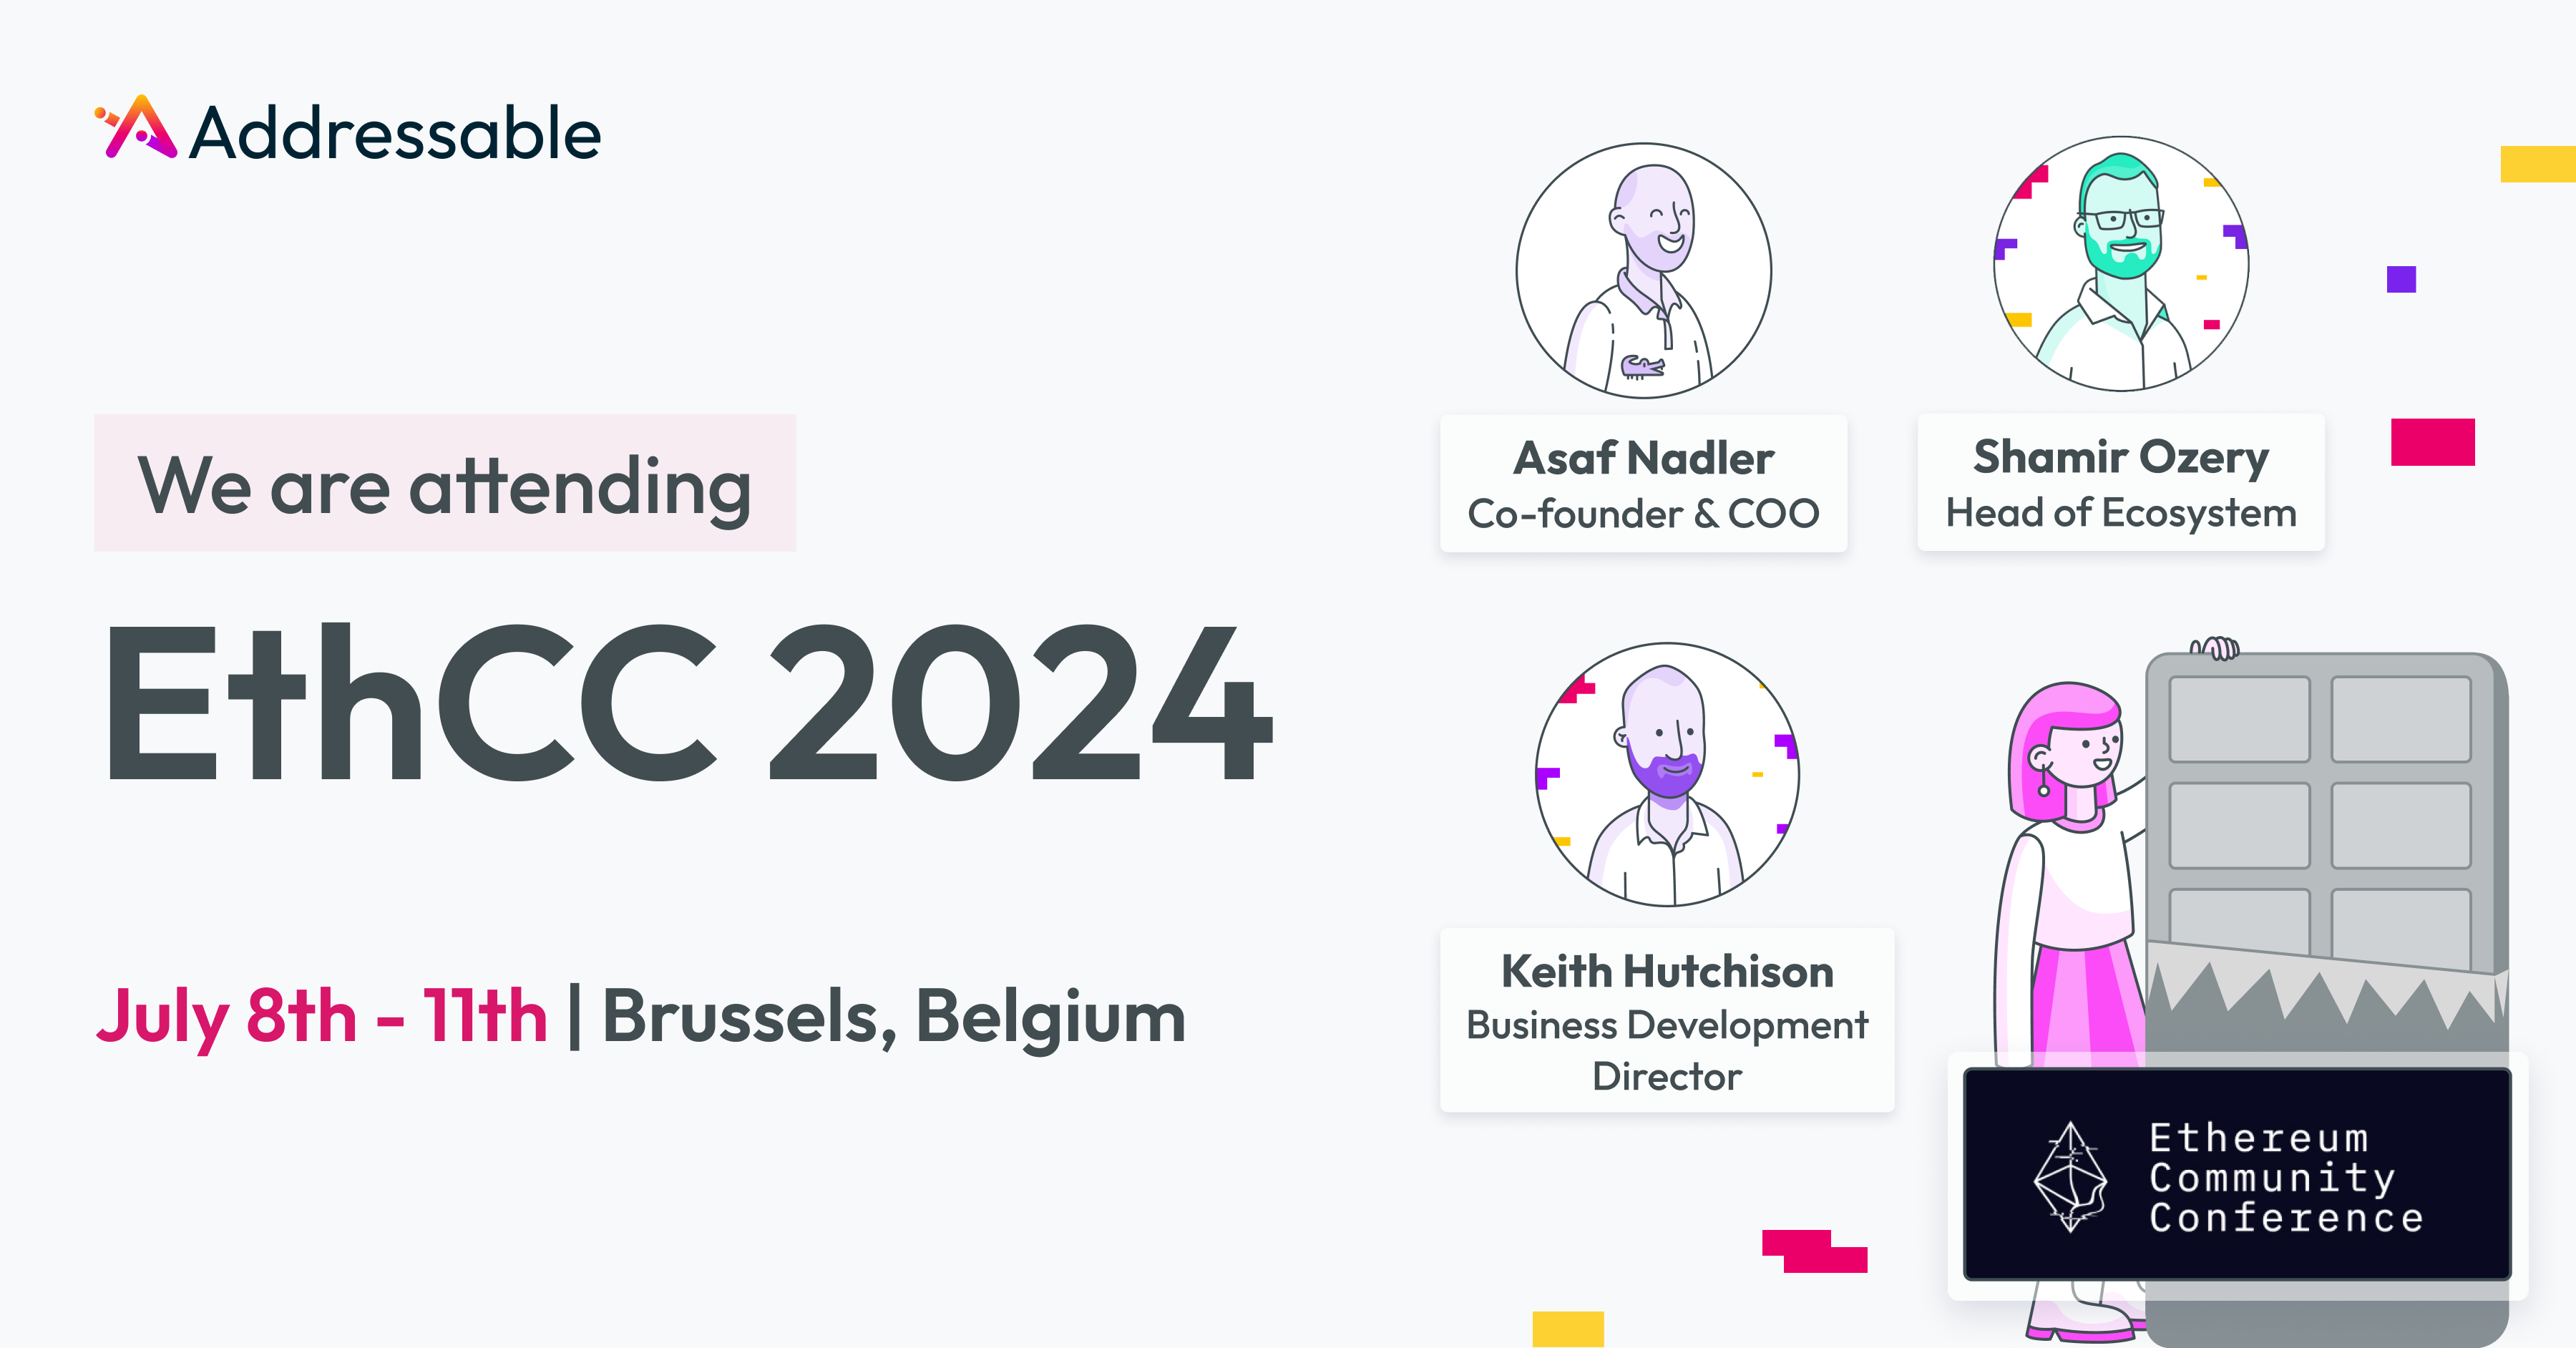 Addressable
We are attending
EthCC 2024
July 8th - 11th | Brussels, Belgium
Asaf Nadler
Co-founder & COO
Shamir Ozery
Head of Ecosystem
Keith Hutchison
Business Development
Director
Ethereum
Community
Conference